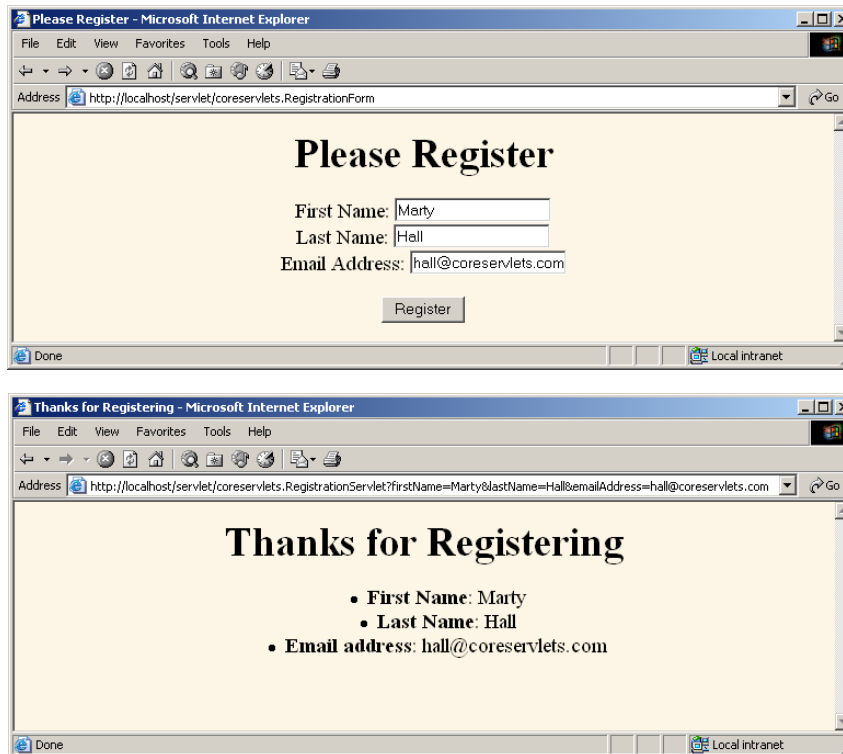 Please Register - Microsoft Internet Explorer
File Edit View Favorites Tools Help
Address http://localhost/servlet/coreservlets.RegistrationForm Go
Please Register
First Name: Marty
Last Name: Hall
Email Address: hall@coreservlets.com
Register
Done Local intranet
Thanks for Registering - Microsoft Internet Explorer
File Edit View Favorites Tools Help
Address http://localhost/servlet/coreservlets.RegistrationServlet?firstName=Marty&lastName=Hall&emailAddress=hall@coreservlets.com Go
Thanks for Registering
• First Name: Marty
• Last Name: Hall
• Email address: hall@coreservlets.com
Done Local intranet